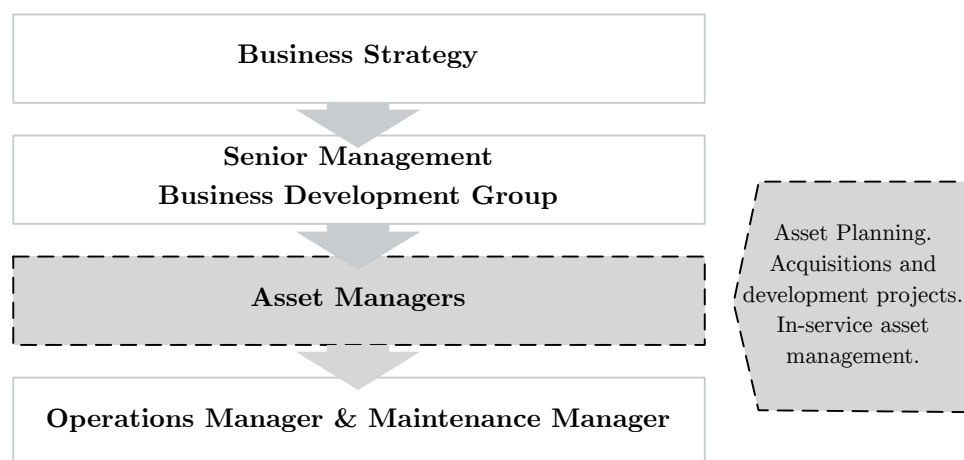 Business Strategy
Senior Management
Business Development Group
Asset Managers
Operations Manager & Maintenance Manager
Asset Planning.
Acquisitions and
development projects.
In-service asset
management.